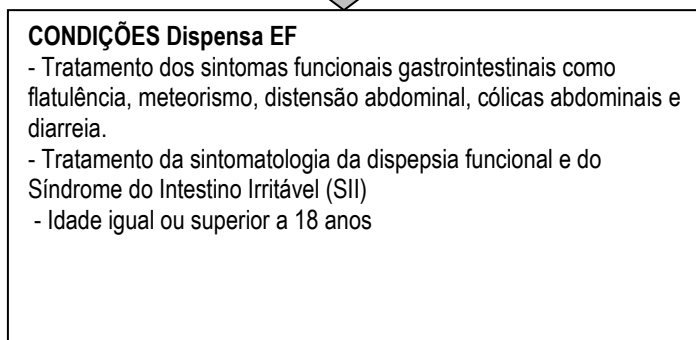 CONDIÇÕES Dispensa EF
- Tratamento dos sintomas funcionais gastrointestinais como
flatulência, meteorismo, distensão abdominal, cólicas abdominais e
diarreia.
- Tratamento da sintomatologia da dispepsia funcional e do
Síndrome do Intestino Irritável (SII)
- Idade igual ou superior a 18 anos